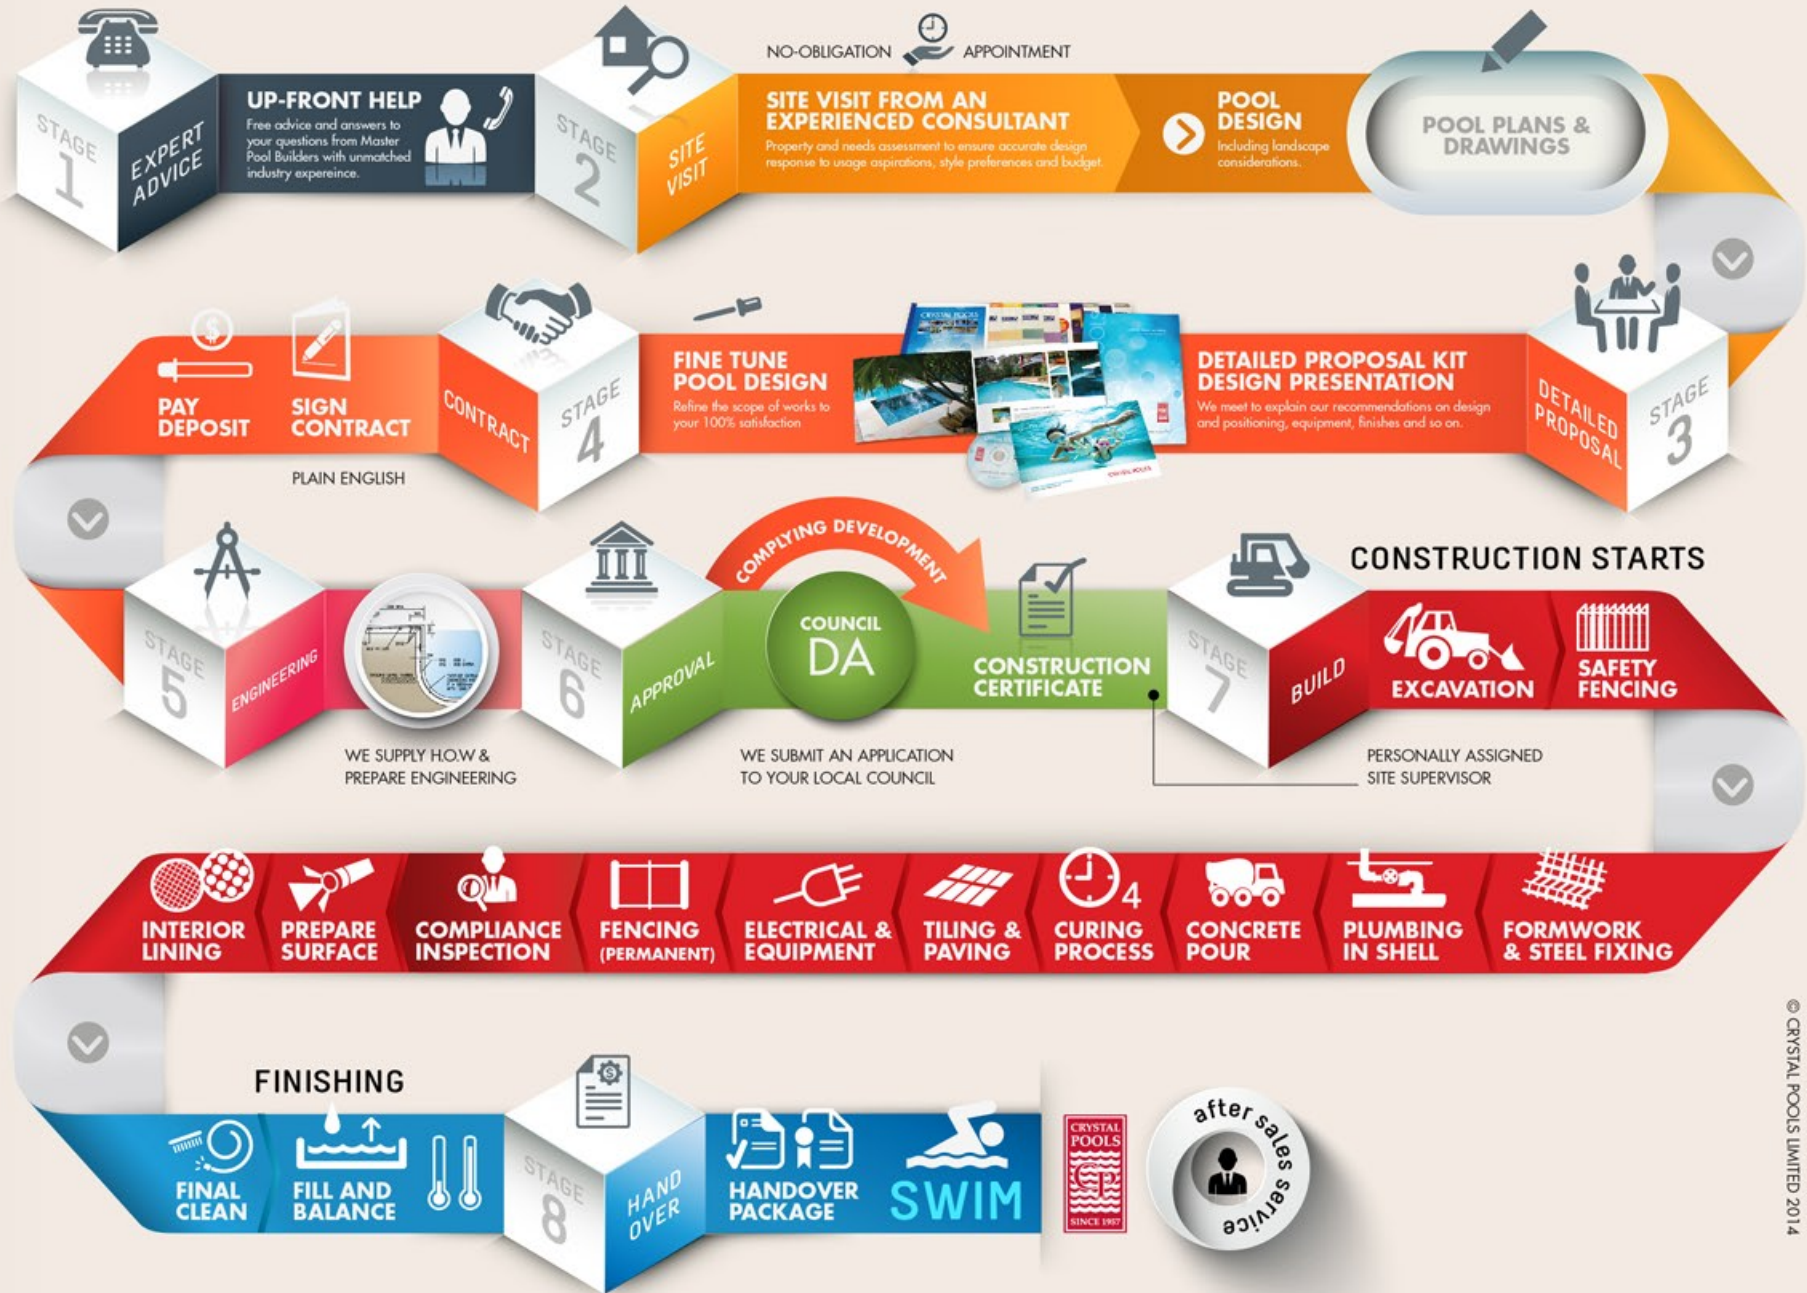 STAGE
1
EXPERT
ADVICE
UP-FRONT HELP
Free advice and answers to
your questions from Master
Pool Builders with unmatched
industry expereince.
STAGE
2
SITE
VISIT
NO-OBLIGATION APPOINTMENT
SITE VISIT FROM AN
EXPERIENCED CONSULTANT
Property and needs assessment to ensure accurate design
response to usage aspirations, style preferences and budget.
POOL
DESIGN
Including landscape
considerations.
POOL PLANS &
DRAWINGS
STAGE
3
DETAILED
PROPOSAL
DETAILED PROPOSAL KIT
DESIGN PRESENTATION
We meet to explain our recommendations on design
and positioning, equipment, finishes and so on.
CRYSTAL POOLS
FINE TUNE
POOL DESIGN
Refine the scope of works to
your 100% satisfaction
STAGE
4
CONTRACT
SIGN
CONTRACT
PLAIN ENGLISH
$
PAY
DEPOSIT
STAGE
5
ENGINEERING
WE SUPPLY H.O.W &
PREPARE ENGINEERING
STAGE
6
APPROVAL
COMPLYING DEVELOPMENT
COUNCIL
DA
WE SUBMIT AN APPLICATION
TO YOUR LOCAL COUNCIL
CONSTRUCTION
CERTIFICATE
STAGE
7
BUILD
PERSONALLY ASSIGNED
SITE SUPERVISOR
CONSTRUCTION STARTS
EXCAVATION
SAFETY
FENCING
FORMWORK
& STEEL FIXING
PLUMBING
IN SHELL
CONCRETE
POUR
4
CURING
PROCESS
TILING &
PAVING
ELECTRICAL &
EQUIPMENT
FENCING
(PERMANENT)
COMPLIANCE
INSPECTION
PREPARE
SURFACE
INTERIOR
LINING
FINISHING
FINAL
CLEAN
FILL AND
BALANCE
STAGE
8
$
HAND
OVER
HANDOVER
PACKAGE
SWIM
CRYSTAL
POOLS
SINCE 1957
after sales service
© CRYSTAL POOLS LIMITED 2014